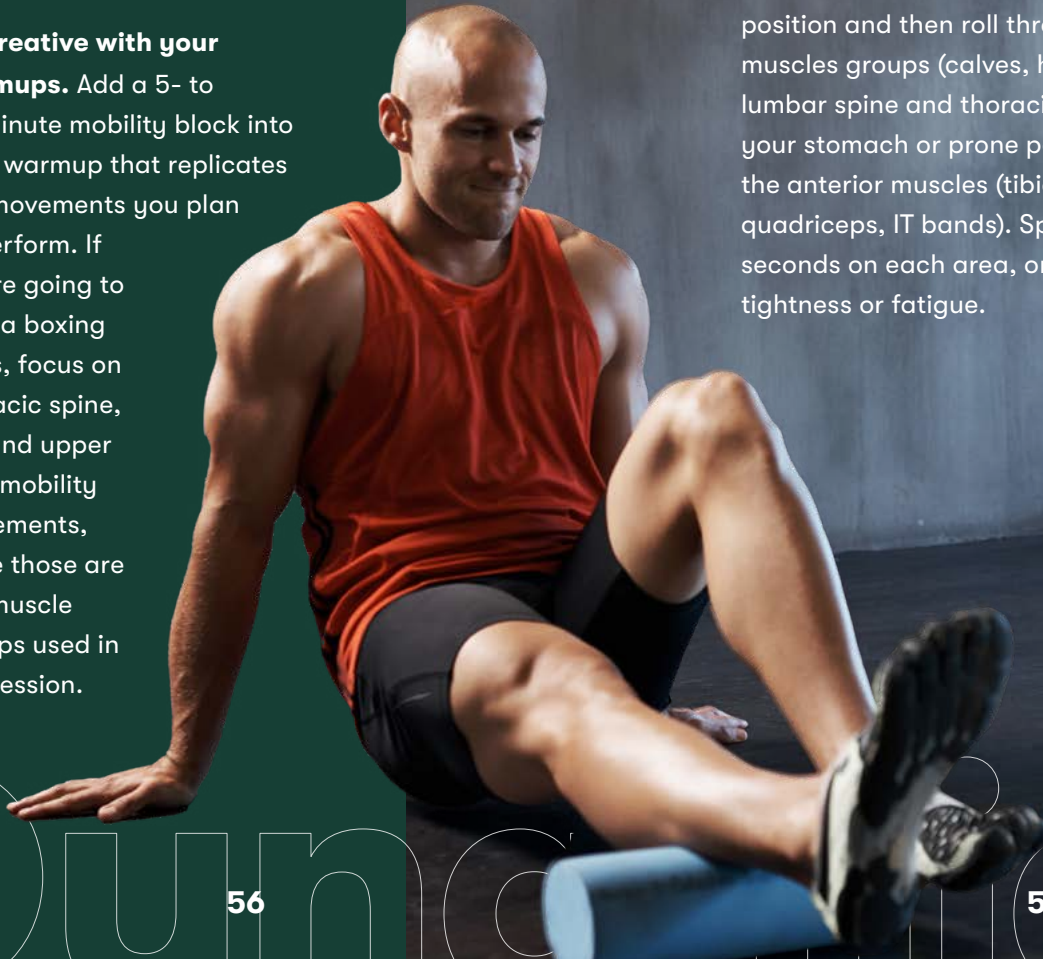 reative with your
mups. Add a 5- to
inute mobility block into
warmup that replicates
movements you plan
erform. If
re going to
a boxing
s, focus on
acic spine,
nd upper
mobility
ements,
e those are
muscle
ps used in
ession.
56
position and then roll thr
muscles groups (calves, h
lumbar spine and thoraci
your stomach or prone p
the anterior muscles (tibi
quadriceps, IT bands). Sp
seconds on each area, or
tightness or fatigue.
5